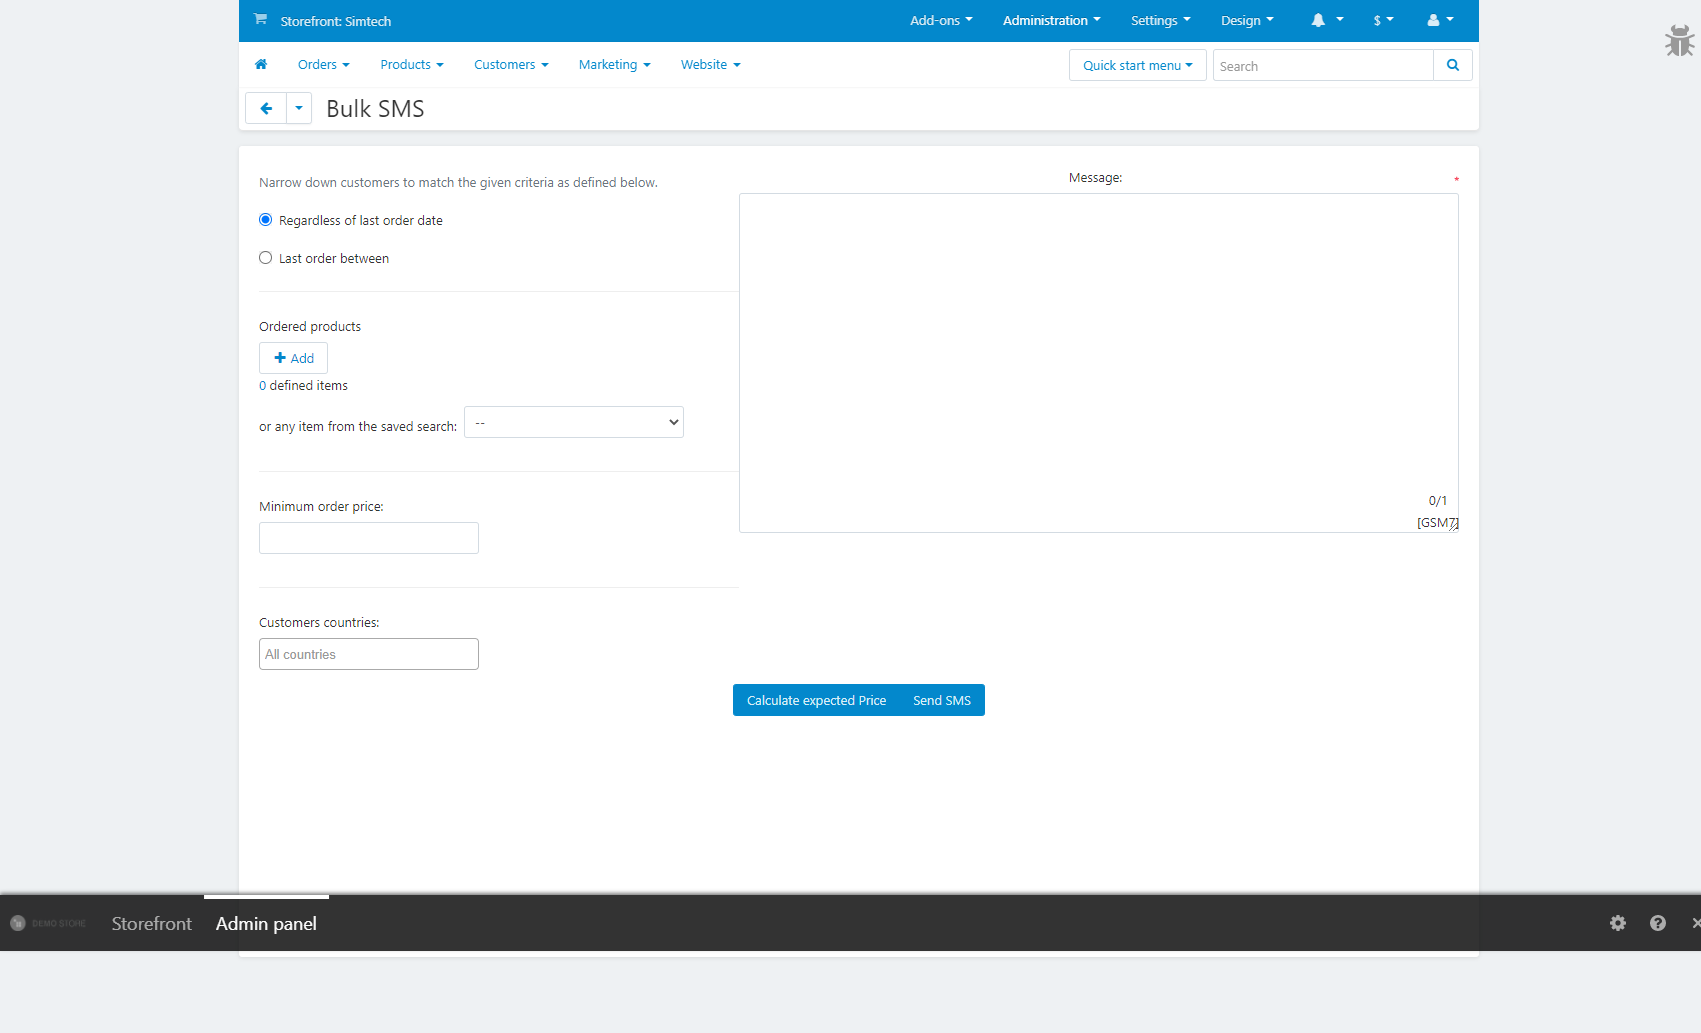 Storefront: Simtech
Add-ons
Administration
Settings
Design
$
Orders
Products
Customers
Marketing
Website
Quick start menu
Search
Bulk SMS
Narrow down customers to match the given criteria as defined below.
Regardless of last order date
Last order between
Ordered products
Add
0 defined items
or any item from the saved search:
--
Minimum order price:
Customers countries:
All countries
Message:
*
0/1
[GSM7]
Calculate expected Price
Send SMS
DEMO STORE
Storefront
Admin panel